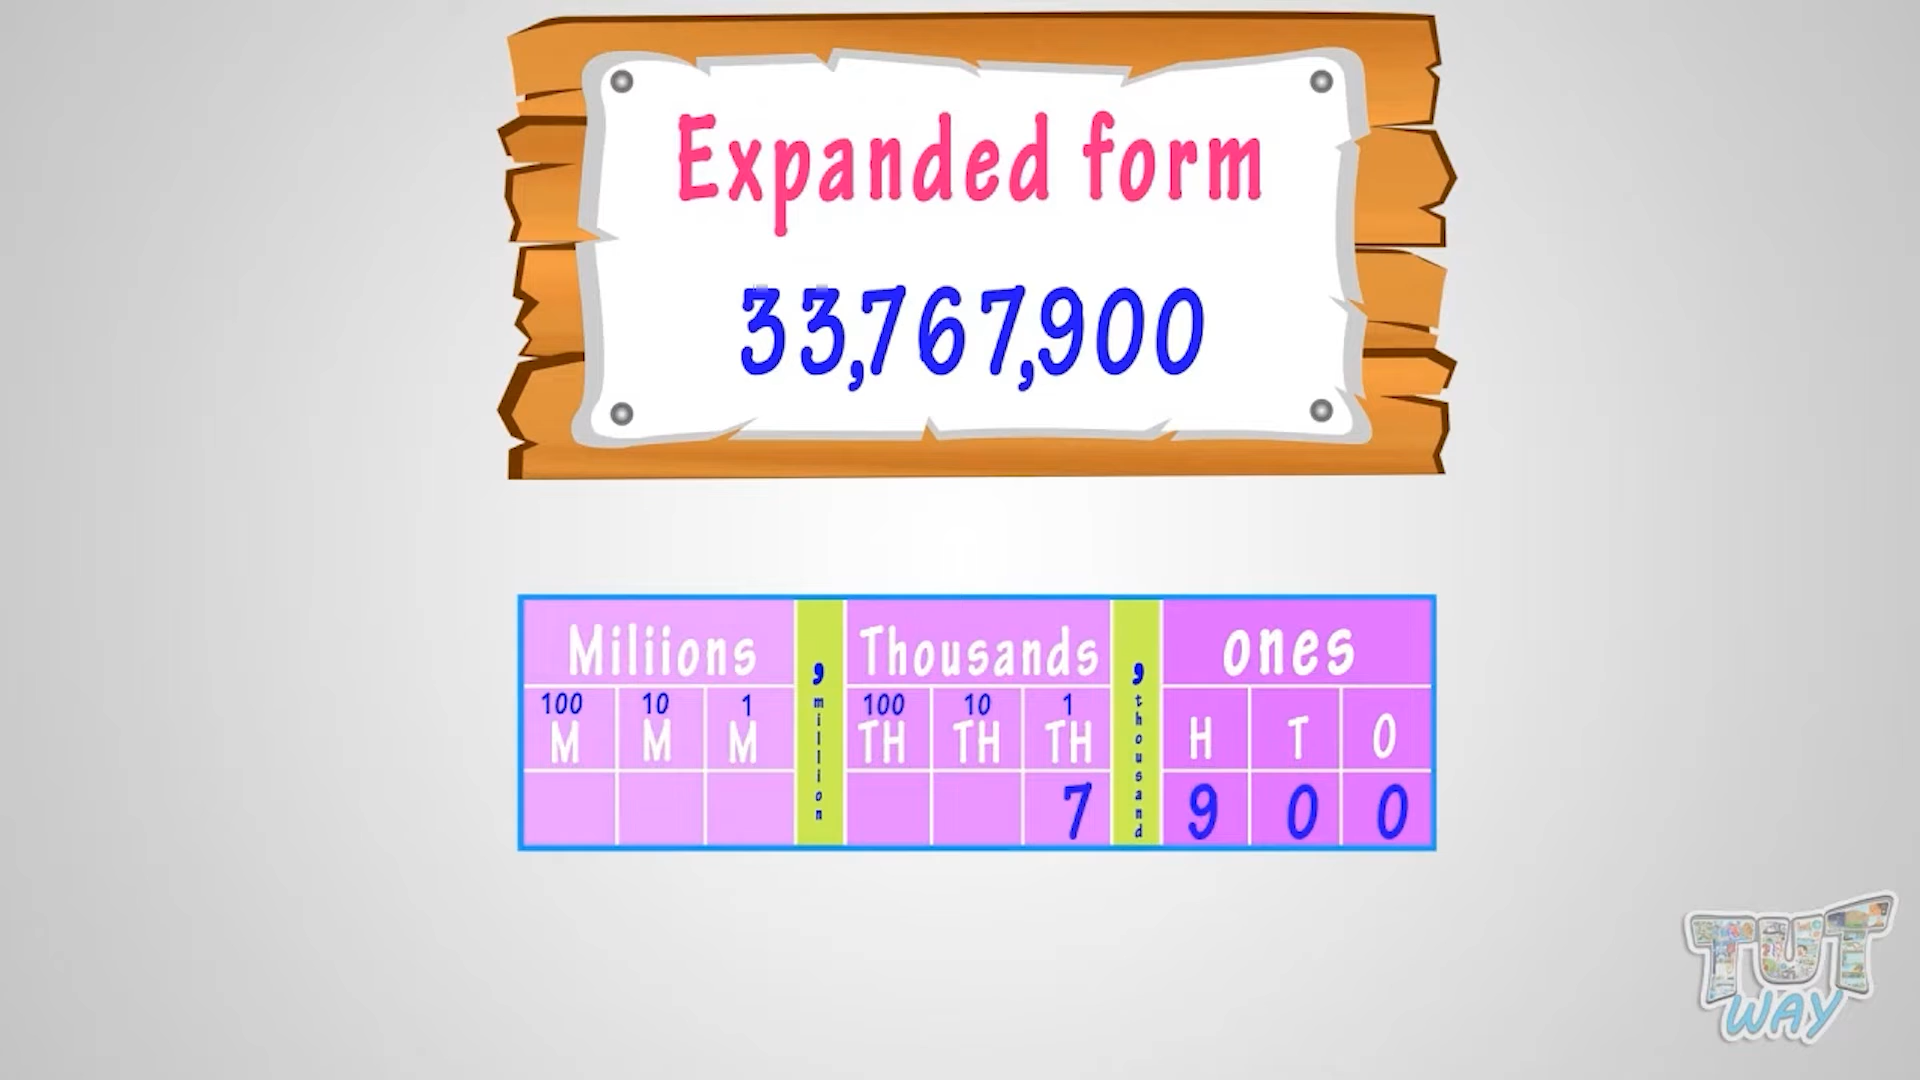 Expanded form
33,767,900
Miliions , million Thousands , thousand ones
100 M 10 M 1 M 100 TH 10 TH 1 TH H T O
7 9 0 0
TUT
WAY